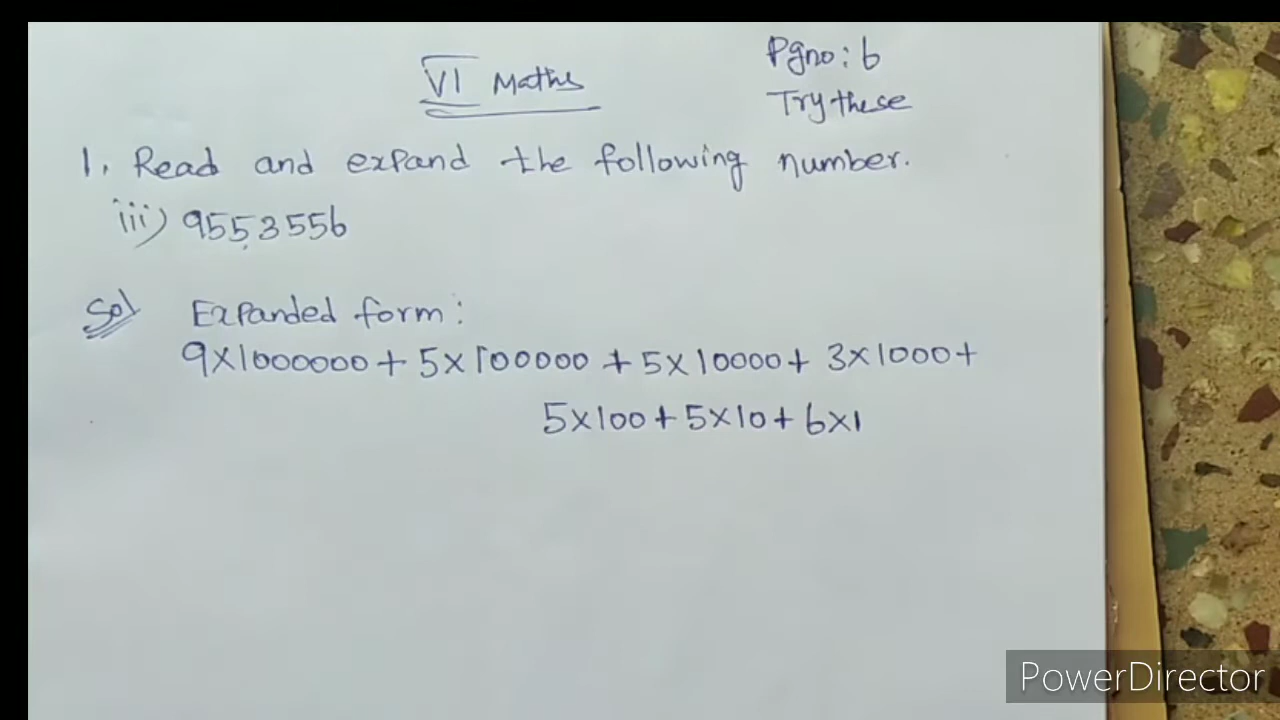 VI Maths
Pgno: 6
Try these
1. Read and expand the following number.
iii) 9553556
Sol Expanded form:
9×1000000 + 5×100000 + 5×10000 + 3×1000 +
5×100 + 5×10 + 6×1
PowerDirector